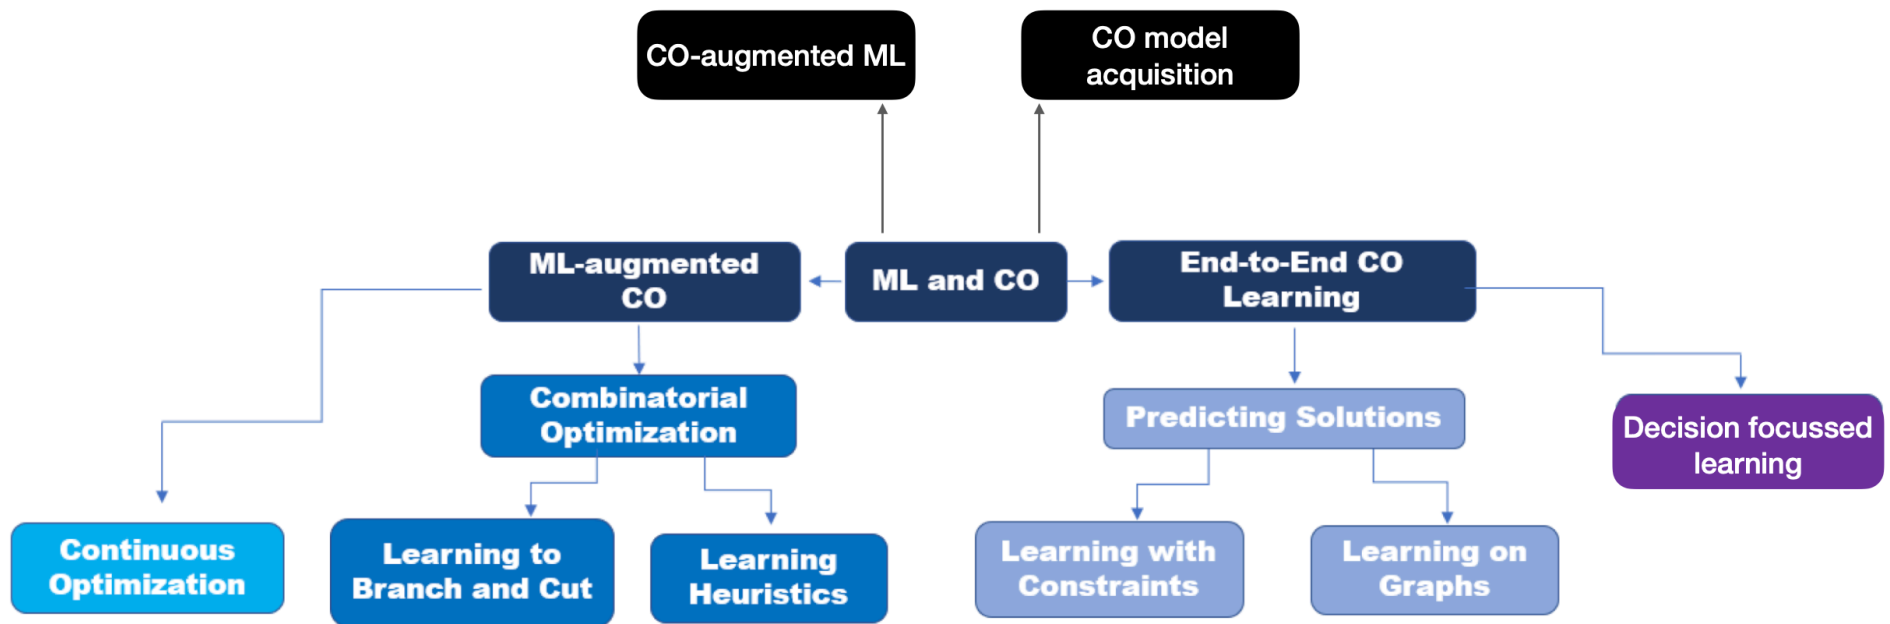 CO-augmented ML
CO model
acquisition
ML-augmented
CO
ML and CO
End-to-End CO
Learning
Combinatorial
Optimization
Predicting Solutions
Decision focussed
learning
Continuous
Optimization
Learning to
Branch and Cut
Learning
Heuristics
Learning with
Constraints
Learning on
Graphs